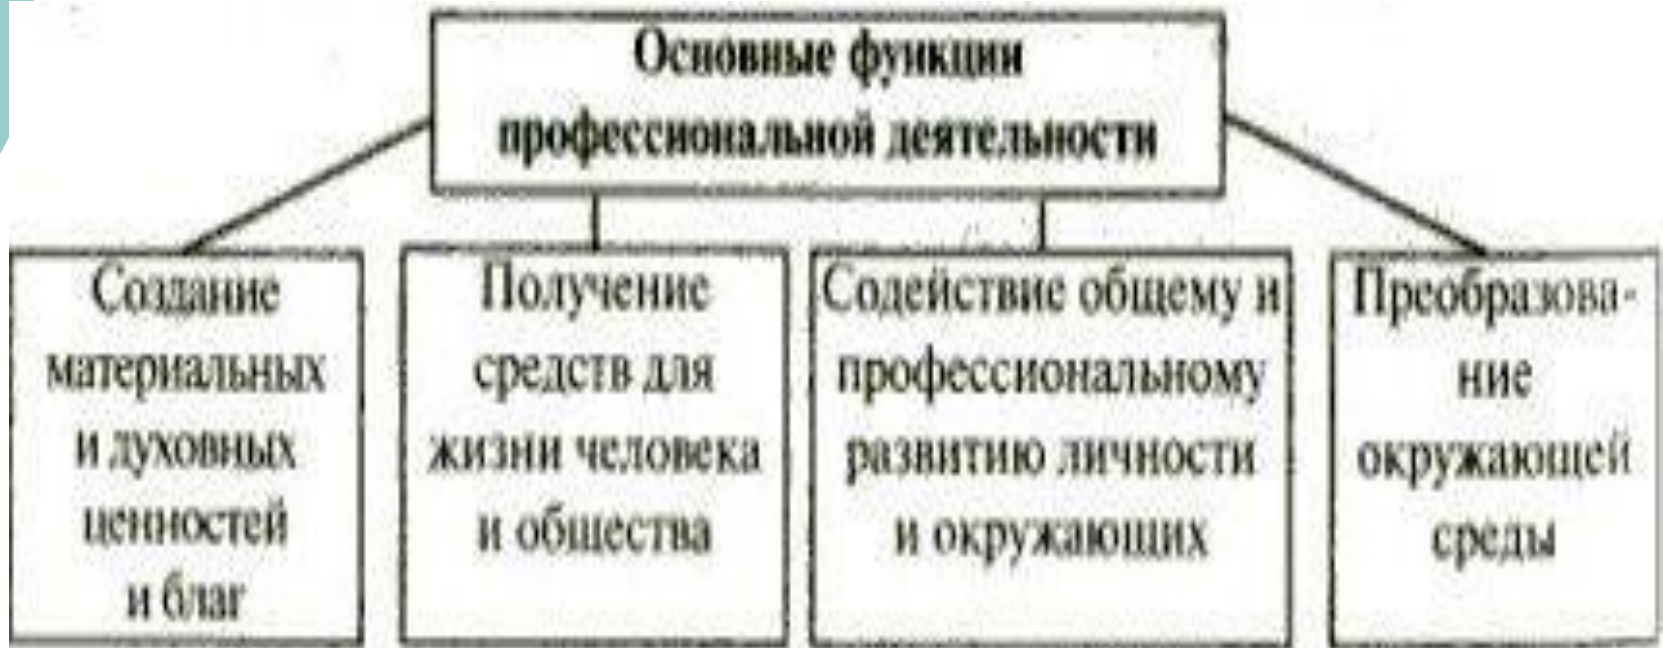 Основные функции
профессиональной деятельности
Создание
материальных
и духовных
ценностей
и благ
Получение
средств для
жизни человека
и общества
Содействие общему и
профессиональному
развитию личности
и окружающих
Преобразова-
ние
окружающей
среды